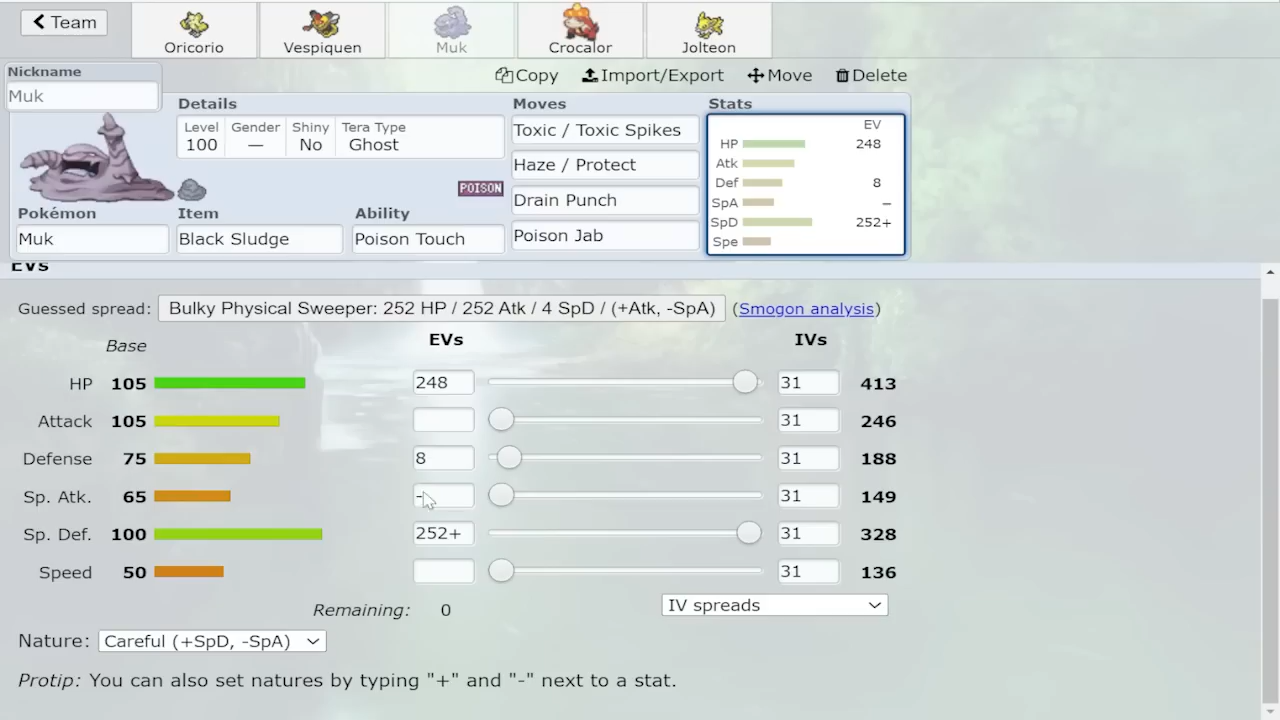 Team
Oricorio
Vespiquen
Muk
Crocalor
Jolteon
Copy
Import/Export
Move
Delete
Nickname
Muk
Details
Level
100
Gender
—
Shiny
No
Tera Type
Ghost
POISON
Pokémon
Muk
Item
Black Sludge
Ability
Poison Touch
Moves
Toxic / Toxic Spikes
Haze / Protect
Drain Punch
Poison Jab
Stats
EV
HP 248
Atk
Def 8
SpA –
SpD 252+
Spe
EVs
Guessed spread: Bulky Physical Sweeper: 252 HP / 252 Atk / 4 SpD / (+Atk, -SpA) (Smogon analysis)
Base EVs IVs
HP 105 248 31 413
Attack 105 31 246
Defense 75 8 31 188
Sp. Atk. 65 - 31 149
Sp. Def. 100 252+ 31 328
Speed 50 31 136
Remaining: 0 IV spreads
Nature: Careful (+SpD, -SpA)
Protip: You can also set natures by typing "+" and "-" next to a stat.